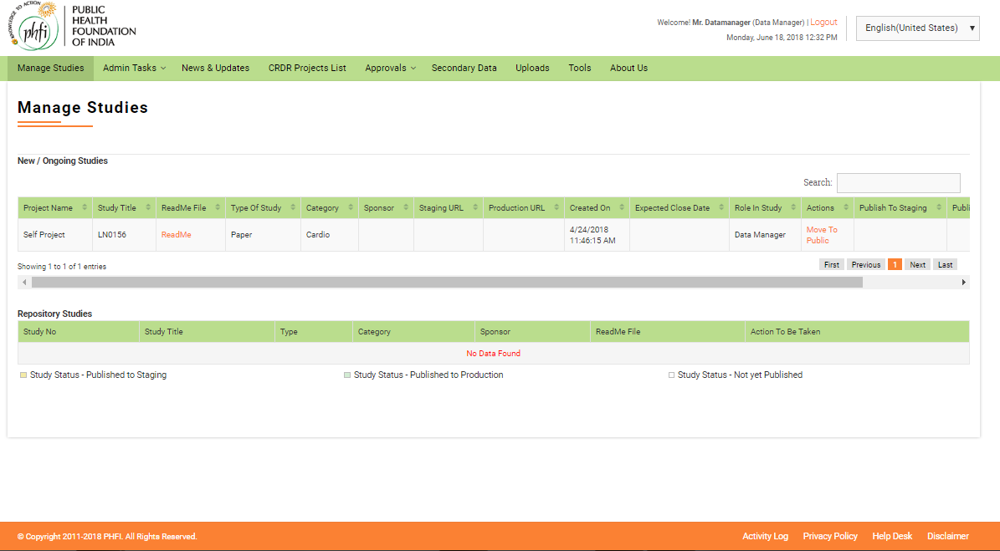 KNOWLEDGE TO ACTION
phfi
PUBLIC
HEALTH
FOUNDATION
OF INDIA
Welcome! Mr. Datamanager (Data Manager) | Logout
Monday, June 18, 2018 12:32 PM
English(United States)
Manage Studies Admin Tasks News & Updates CRDR Projects List Approvals Secondary Data Uploads Tools About Us
Manage Studies
New / Ongoing Studies
Search:
Project Name Study Title ReadMe File Type Of Study Category Sponsor Staging URL Production URL Created On Expected Close Date Role In Study Actions Publish To Staging Publi
Self Project LN0156 ReadMe Paper Cardio 4/24/2018 Data Manager Move To
11:46:15 AM Public
Showing 1 to 1 of 1 entries
First Previous 1 Next Last
Repository Studies
Study No Study Title Type Category Sponsor ReadMe File Action To Be Taken
No Data Found
Study Status - Published to Staging Study Status - Published to Production Study Status - Not yet Published
© Copyright 2011-2018 PHFI. All Rights Reserved.
Activity Log Privacy Policy Help Desk Disclaimer